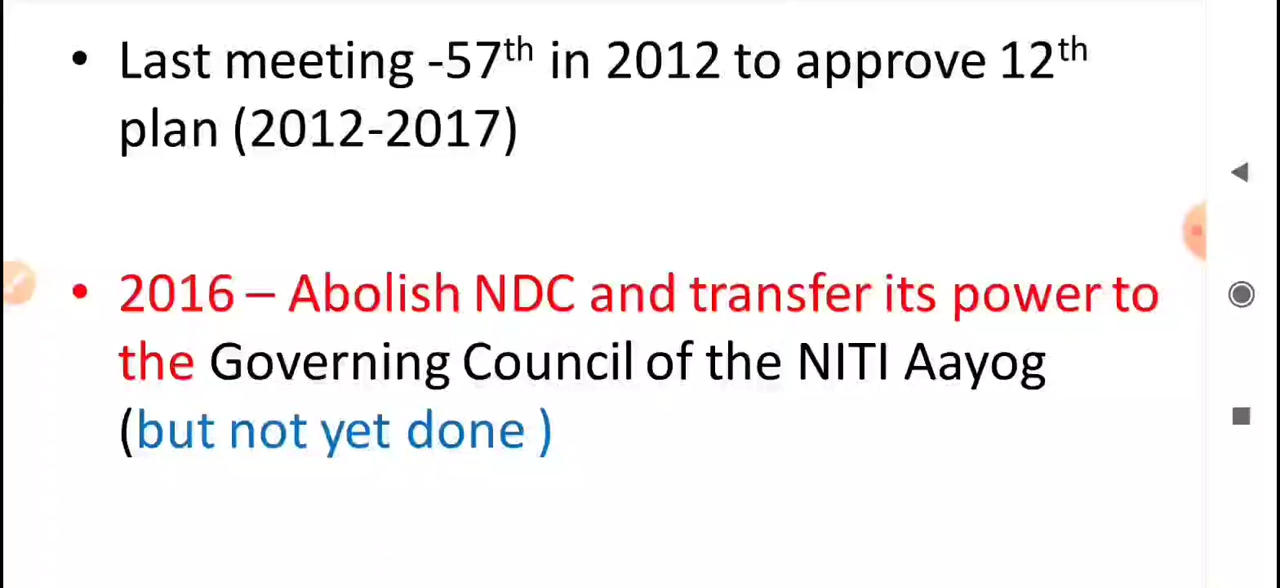 • Last meeting -57th in 2012 to approve 12th
plan (2012-2017)
• 2016 – Abolish NDC and transfer its power to
the Governing Council of the NITI Aayog
(but not yet done )